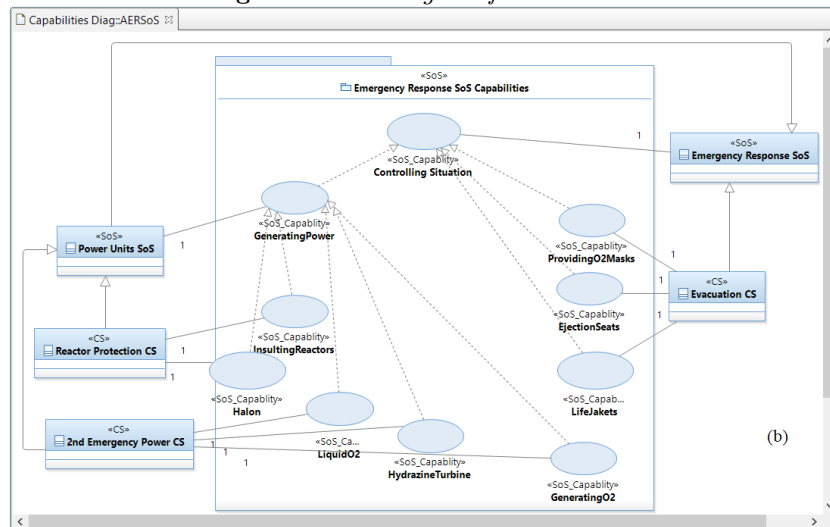 Capabilities Diag::AERSoS
«SoS»
Emergency Response SoS Capabilities
«SoS_Capablity»
Controlling Situation
1
«SoS»
Emergency Response SoS
«SoS_Capablity»
GeneratingPower
«SoS»
Power Units SoS
1
«SoS_Capablity»
ProvidingO2Masks
1
«CS»
Evacuation CS
1
«SoS_Capablity»
EjectionSeats
1
«SoS_Capablity»
InsultingReactors
«CS»
Reactor Protection CS
1
1
«SoS_Capablity»
Halon
«SoS_Capab...
LifeJakets
«CS»
2nd Emergency Power CS
1
1
1
«SoS_Ca...
LiquidO2
«SoS_Capablity»
HydrazineTurbine
«SoS_Capablity»
GeneratingO2
(b)